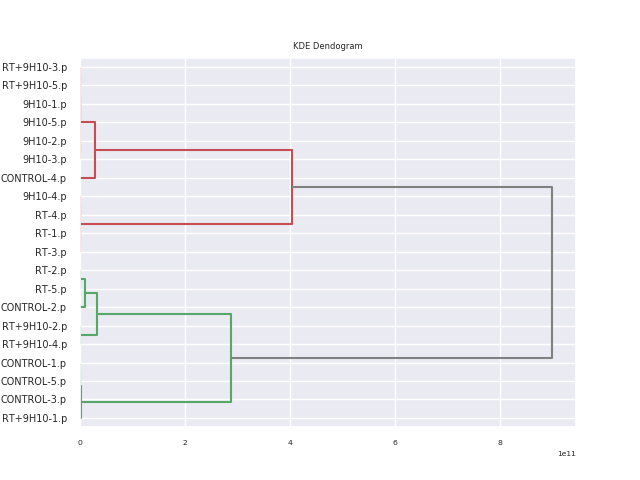 KDE Dendogram
RT+9H10-3.p
RT+9H10-5.p
9H10-1.p
9H10-5.p
9H10-2.p
9H10-3.p
CONTROL-4.p
9H10-4.p
RT-4.p
RT-1.p
RT-3.p
RT-2.p
RT-5.p
CONTROL-2.p
RT+9H10-2.p
RT+9H10-4.p
CONTROL-1.p
CONTROL-5.p
CONTROL-3.p
RT+9H10-1.p
0 2 4 6 8
1e11